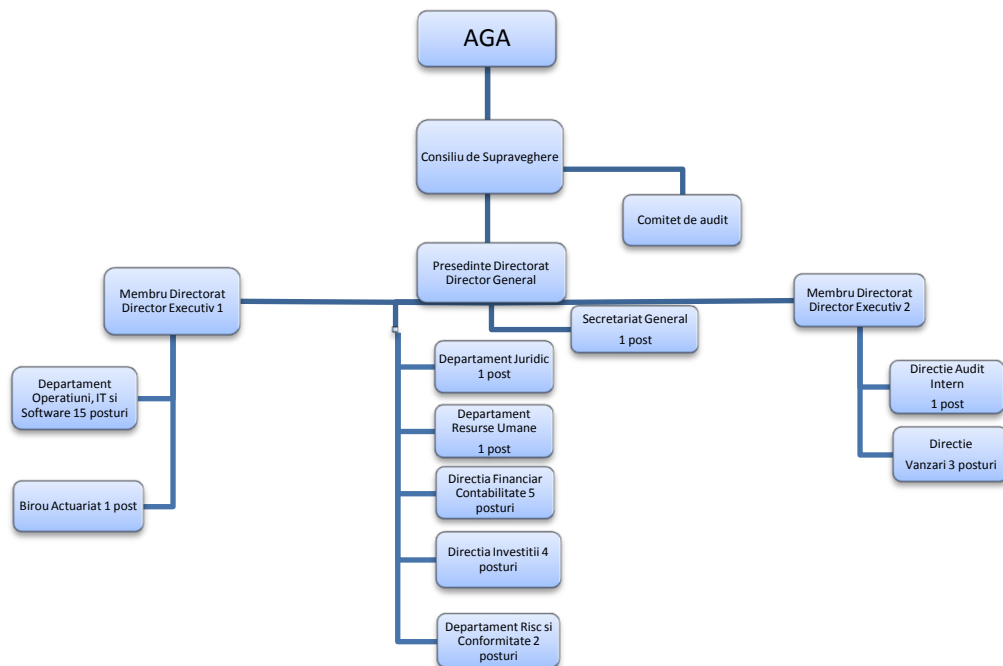 AGA
Consiliu de Supraveghere
Comitet de audit
Presedinte Directorat
Director General
Membru Directorat
Director Executiv 1
Membru Directorat
Director Executiv 2
Secretariat General
1 post
Departament
Operatiuni, IT si
Software 15 posturi
Birou Actuariat 1 post
Departament Juridic
1 post
Departament
Resurse Umane
1 post
Directia Financiar
Contabilitate 5
posturi
Directia Investitii 4
posturi
Departament Risc si
Conformitate 2
posturi
Directie Audit
Intern
1 post
Directie
Vanzari 3 posturi